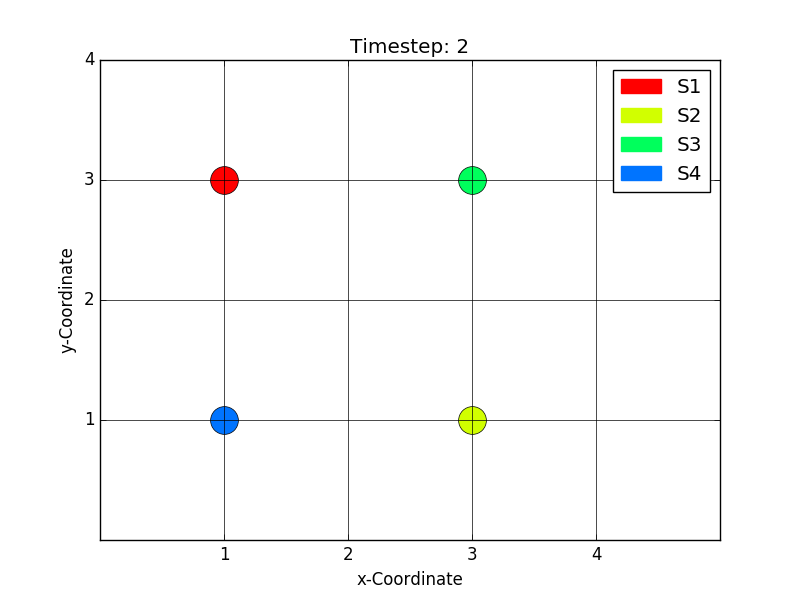 Timestep: 2
4
S1
S2
S3
S4
3
y-Coordinate
2
1
1 2 3 4
x-Coordinate